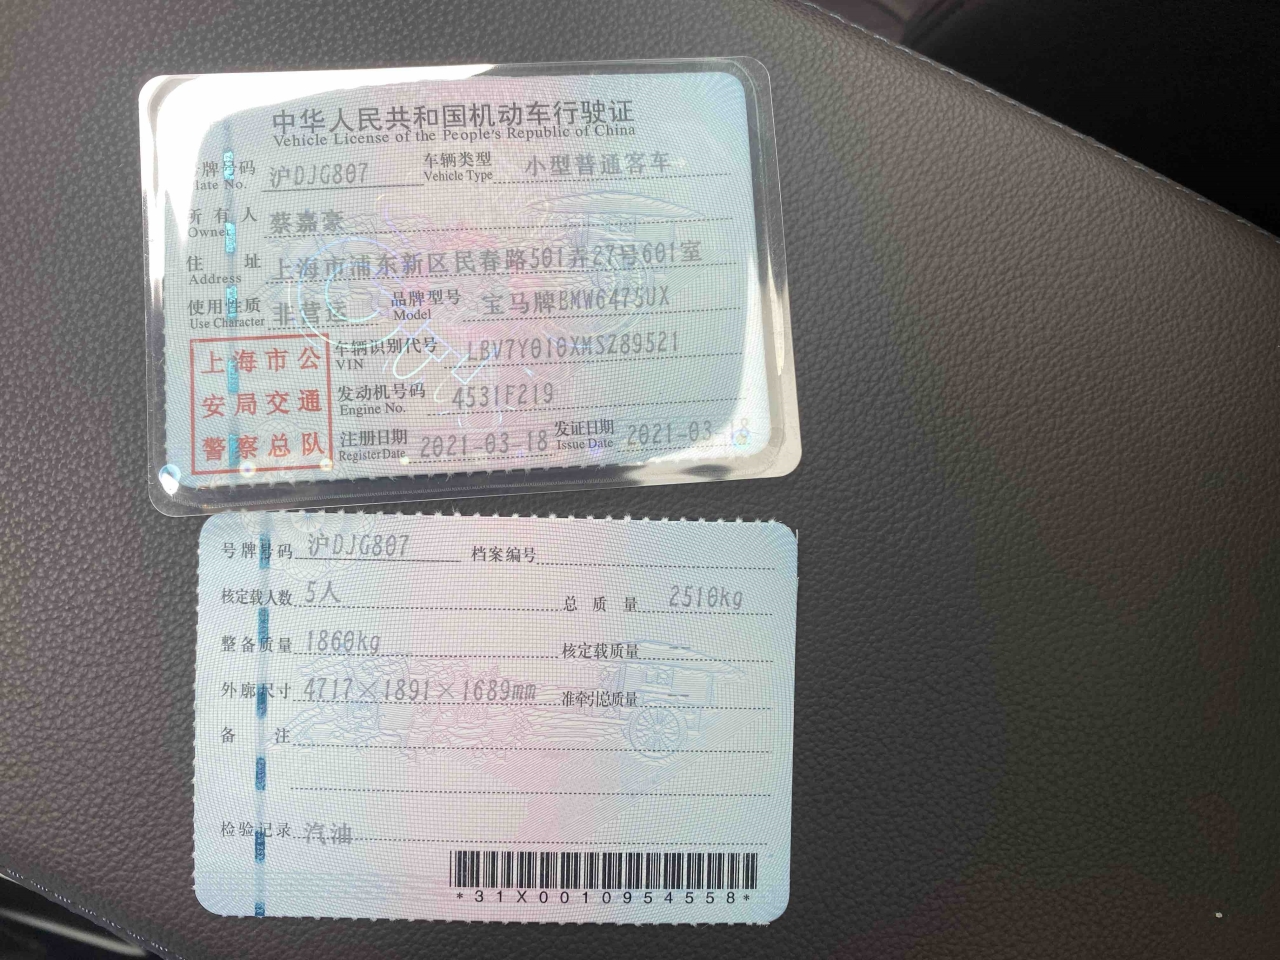 中华人民共和国机动车行驶证
Vehicle License of the People's Republic of China
号牌号码 沪DJG807 车辆类型 小型普通客车
Plate No. Vehicle Type
所有人 蔡嘉豪
Owner
住址 上海市浦东新区民春路501弄27号601室
Address
使用性质 非营运 品牌型号 宝马牌BMW6475UX
Use Character Model
上海市公安局交通警察总队
车辆识别代号 LBV7Y010XMSZ89521
VIN
发动机号码 4531F219
Engine No.
注册日期 2021-03-18 发证日期 2021-03-18
Register Date Issue Date
号牌号码 沪DJG807 档案编号
核定载人数 5人 总质量 2510kg
整备质量 1860kg 核定载质量 --
外廓尺寸 4717×1891×1689mm 准牵引总质量 --
备注
检验记录 汽油
*31X0010954558*